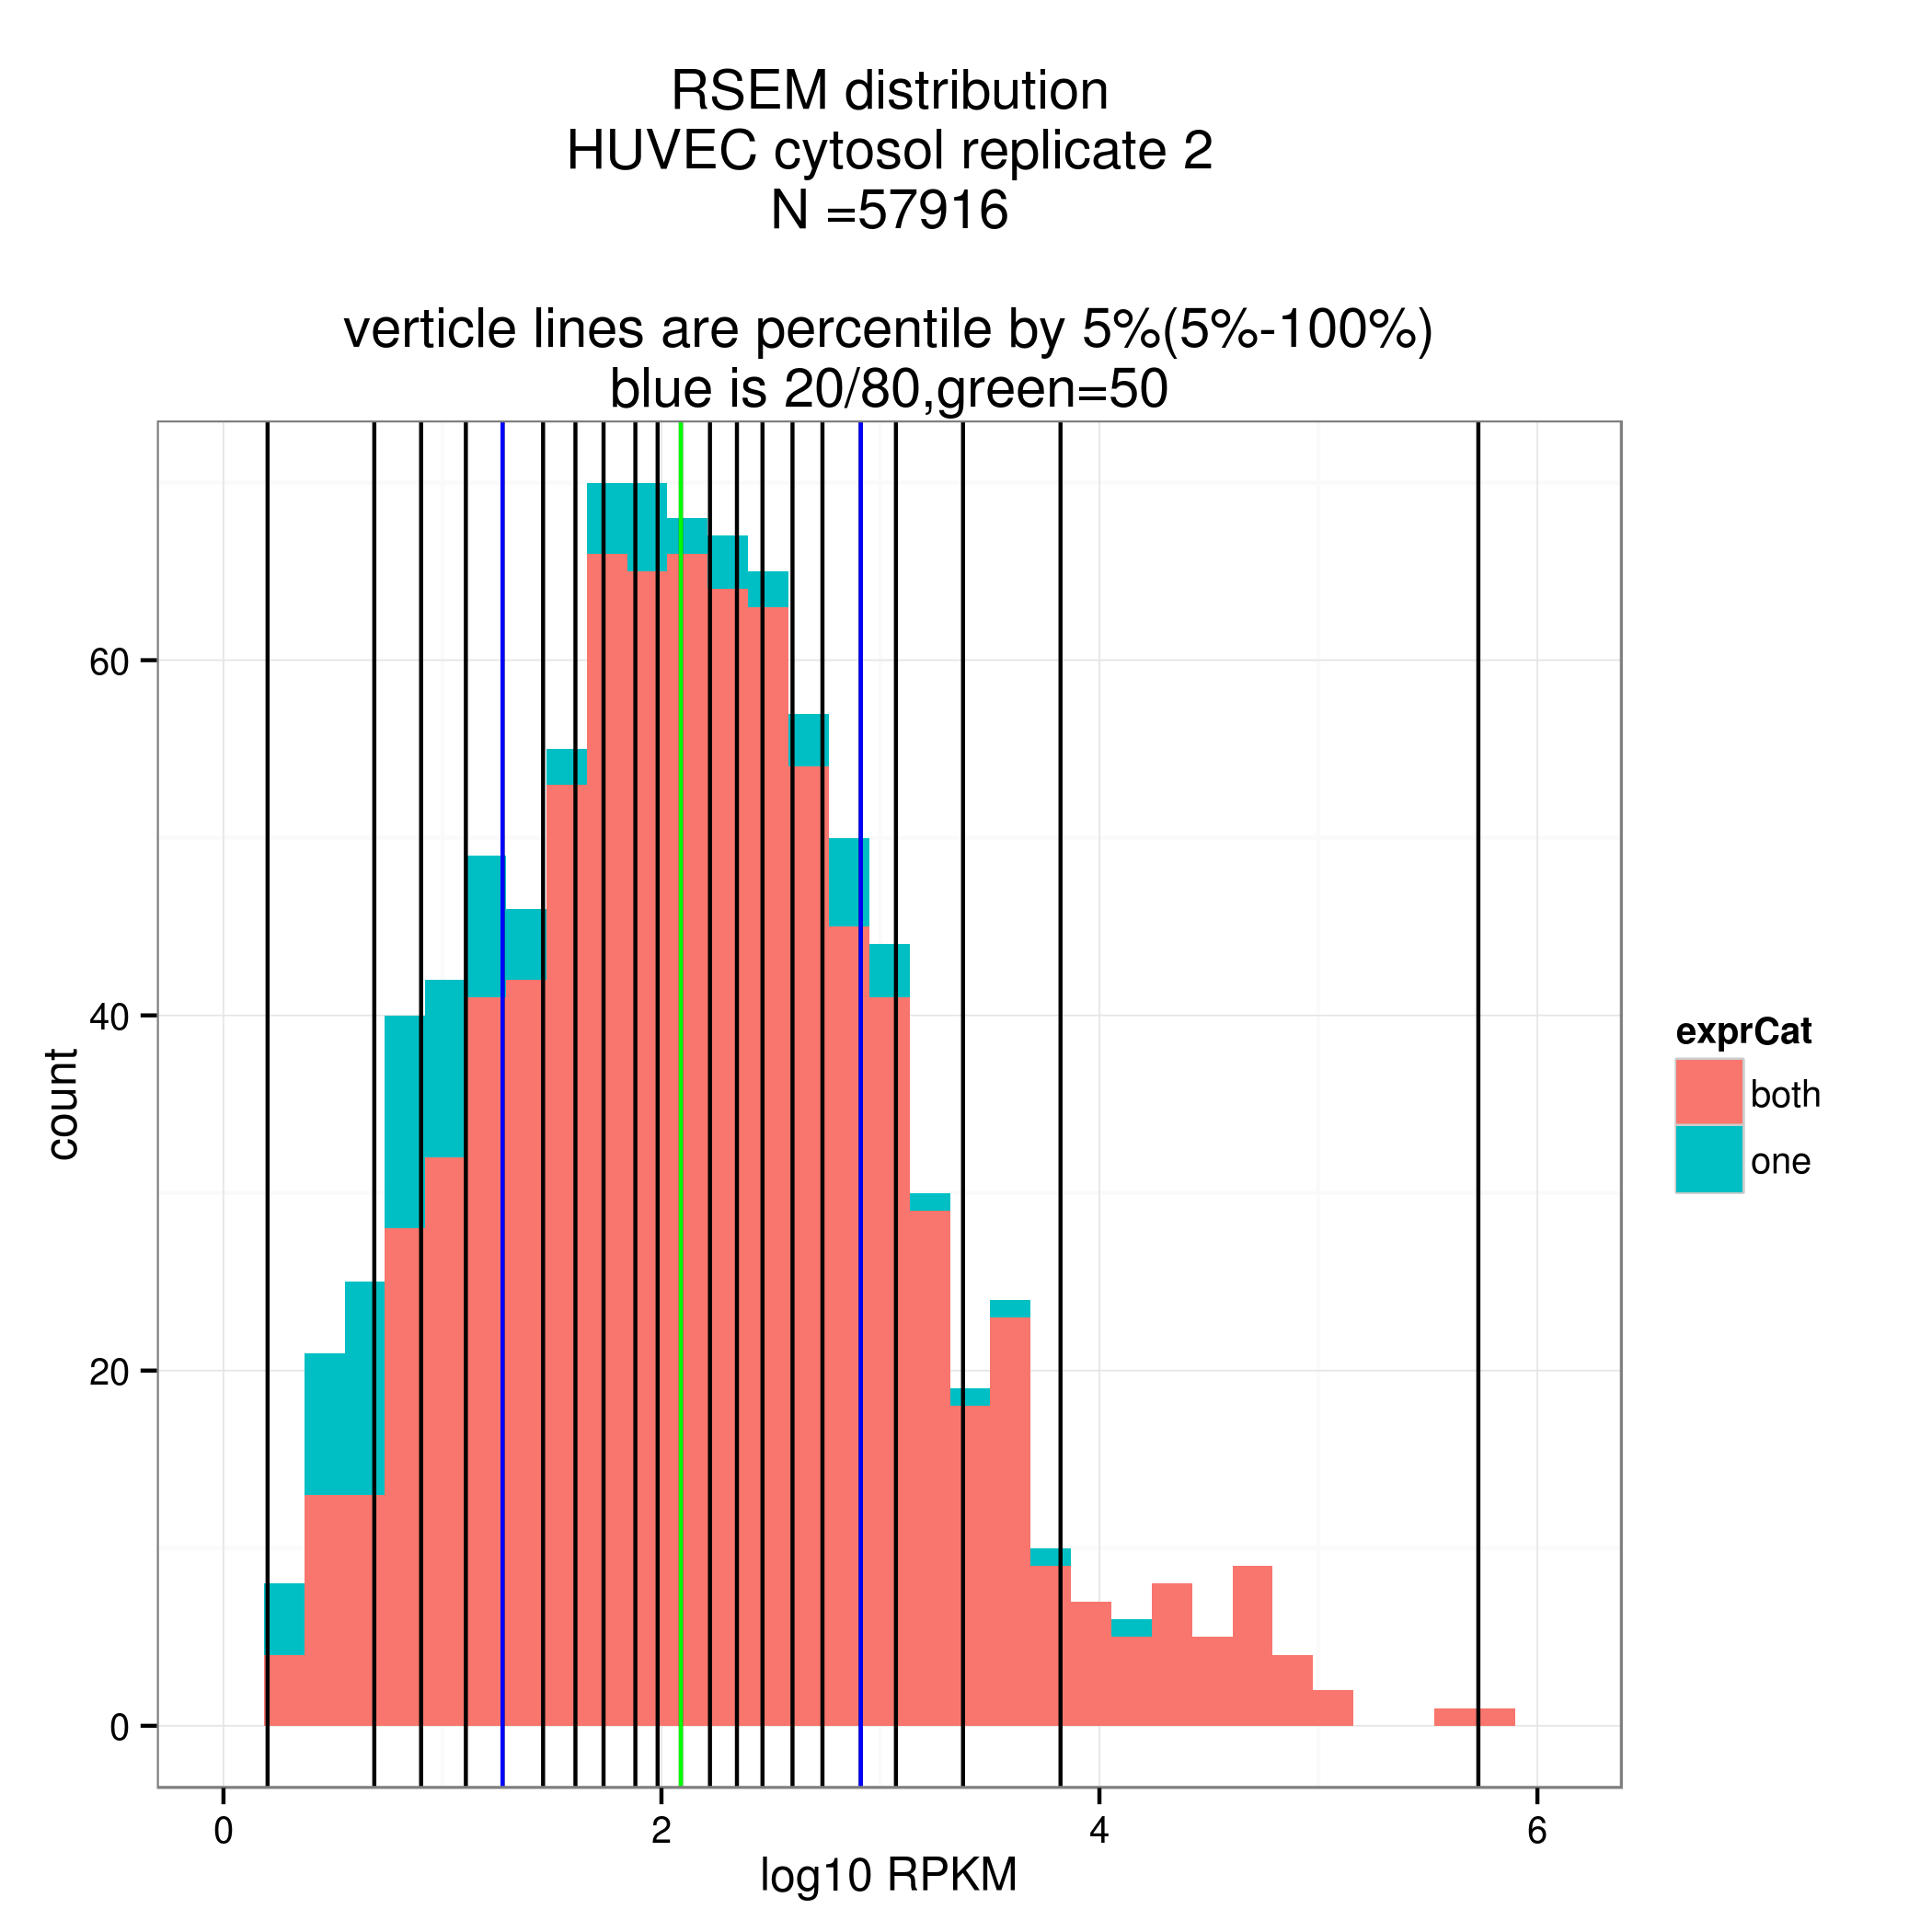 RSEM distribution
HUVEC cytosol replicate 2
N =57916
verticle lines are percentile by 5%(5%-100%)
blue is 20/80,green=50
60
40
20
0
count
0 2 4 6
log10 RPKM
exprCat
both
one